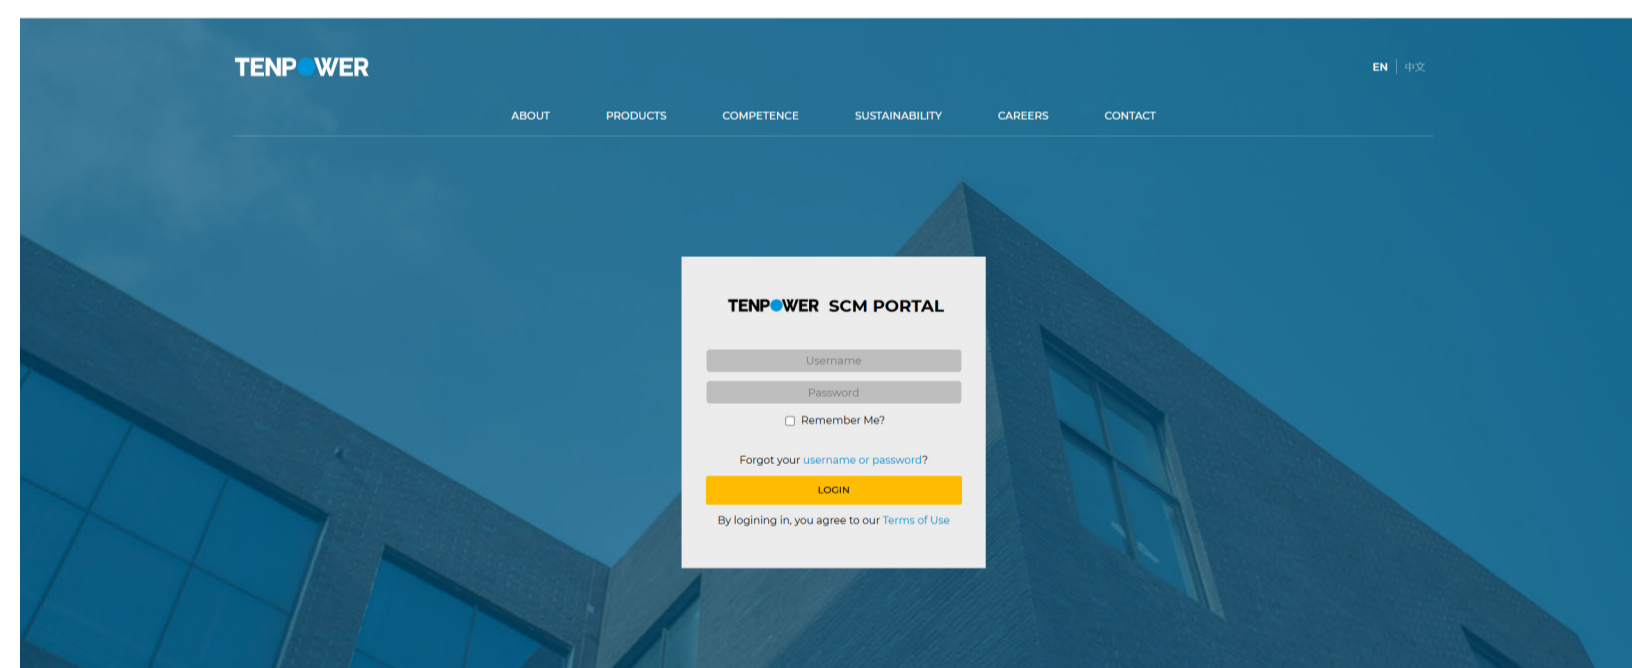 TENPOWER
EN | 中文
ABOUT PRODUCTS COMPETENCE SUSTAINABILITY CAREERS CONTACT
TENPOWER SCM PORTAL
Username
Password
Remember Me?
Forgot your username or password?
LOGIN
By logining in, you agree to our Terms of Use